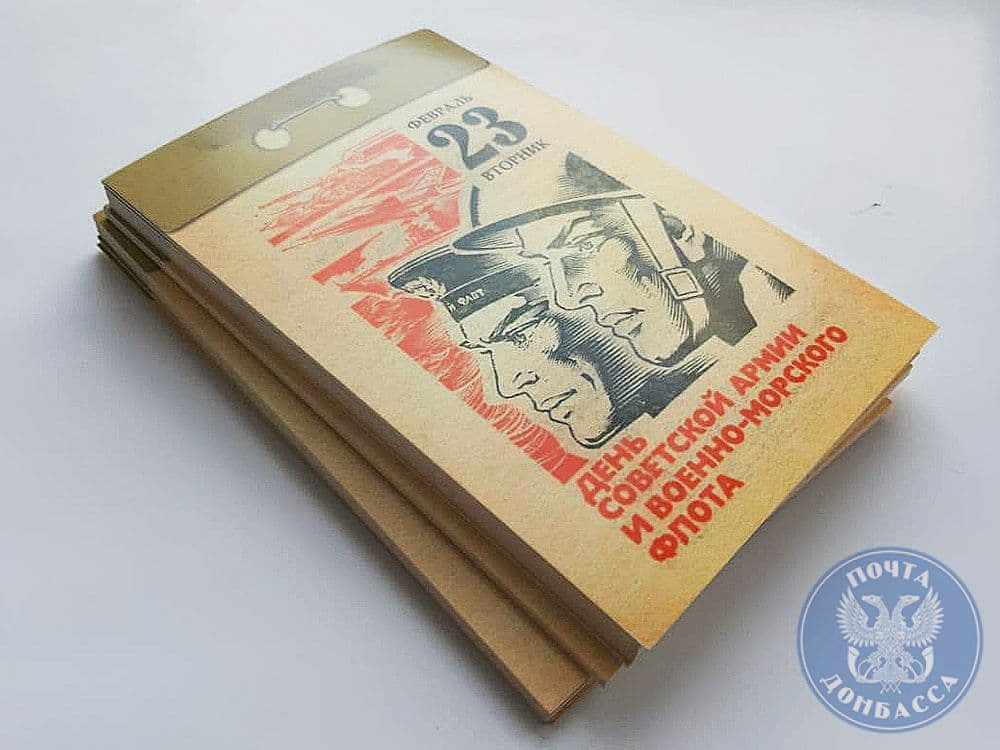 ФЕВРАЛЬ
23
ВТОРНИК
ФЛОТ
ДЕНЬ
СОВЕТСКОЙ АРМИИ
И ВОЕННО-МОРСКОГО
ФЛОТА
ПОЧТА
ДОНБАССА